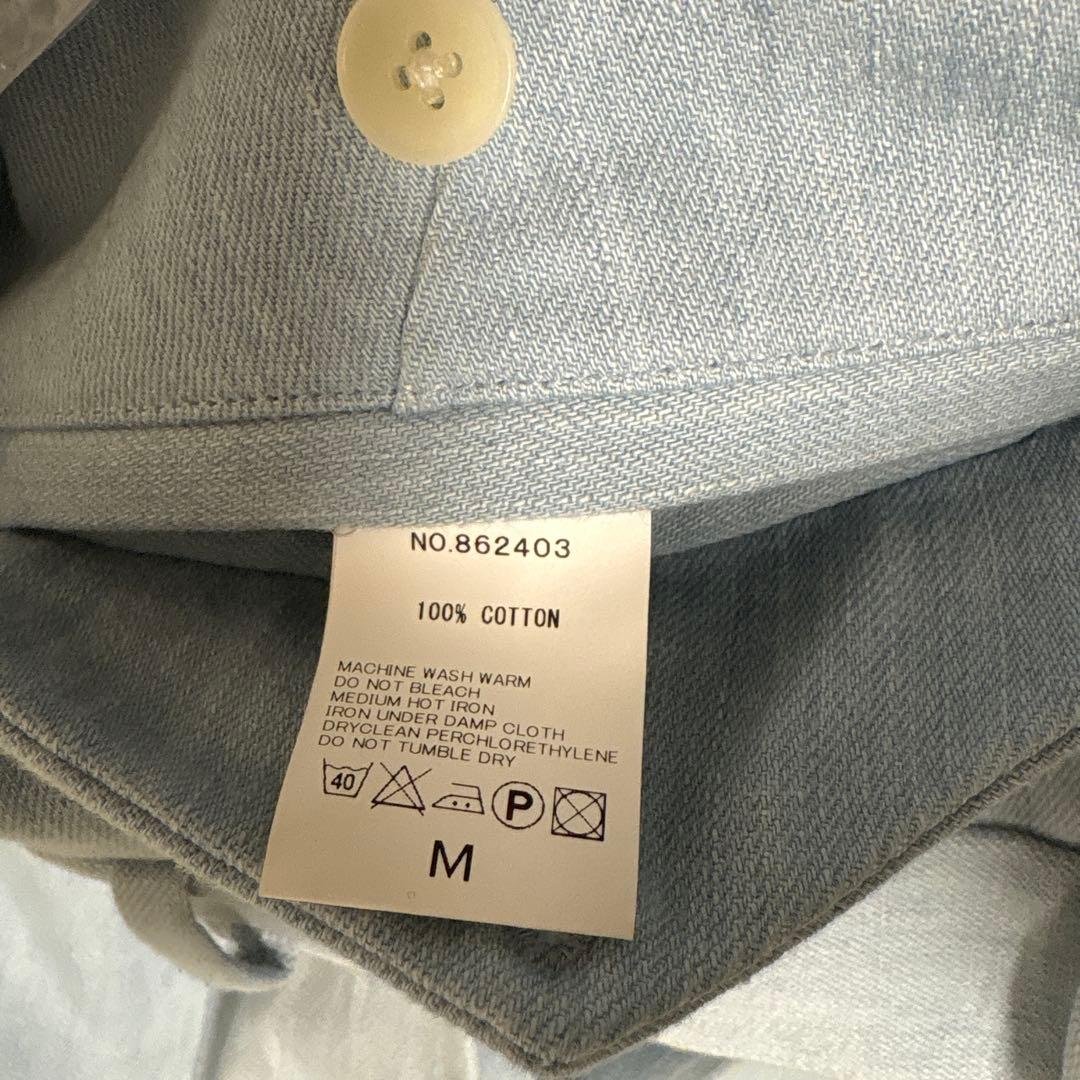 NO.862403
100% COTTON
MACHINE WASH WARM
DO NOT BLEACH
MEDIUM HOT IRON
IRON UNDER DAMP CLOTH
DRYCLEAN PERCHLORETHYLENE
DO NOT TUMBLE DRY
40 P
M